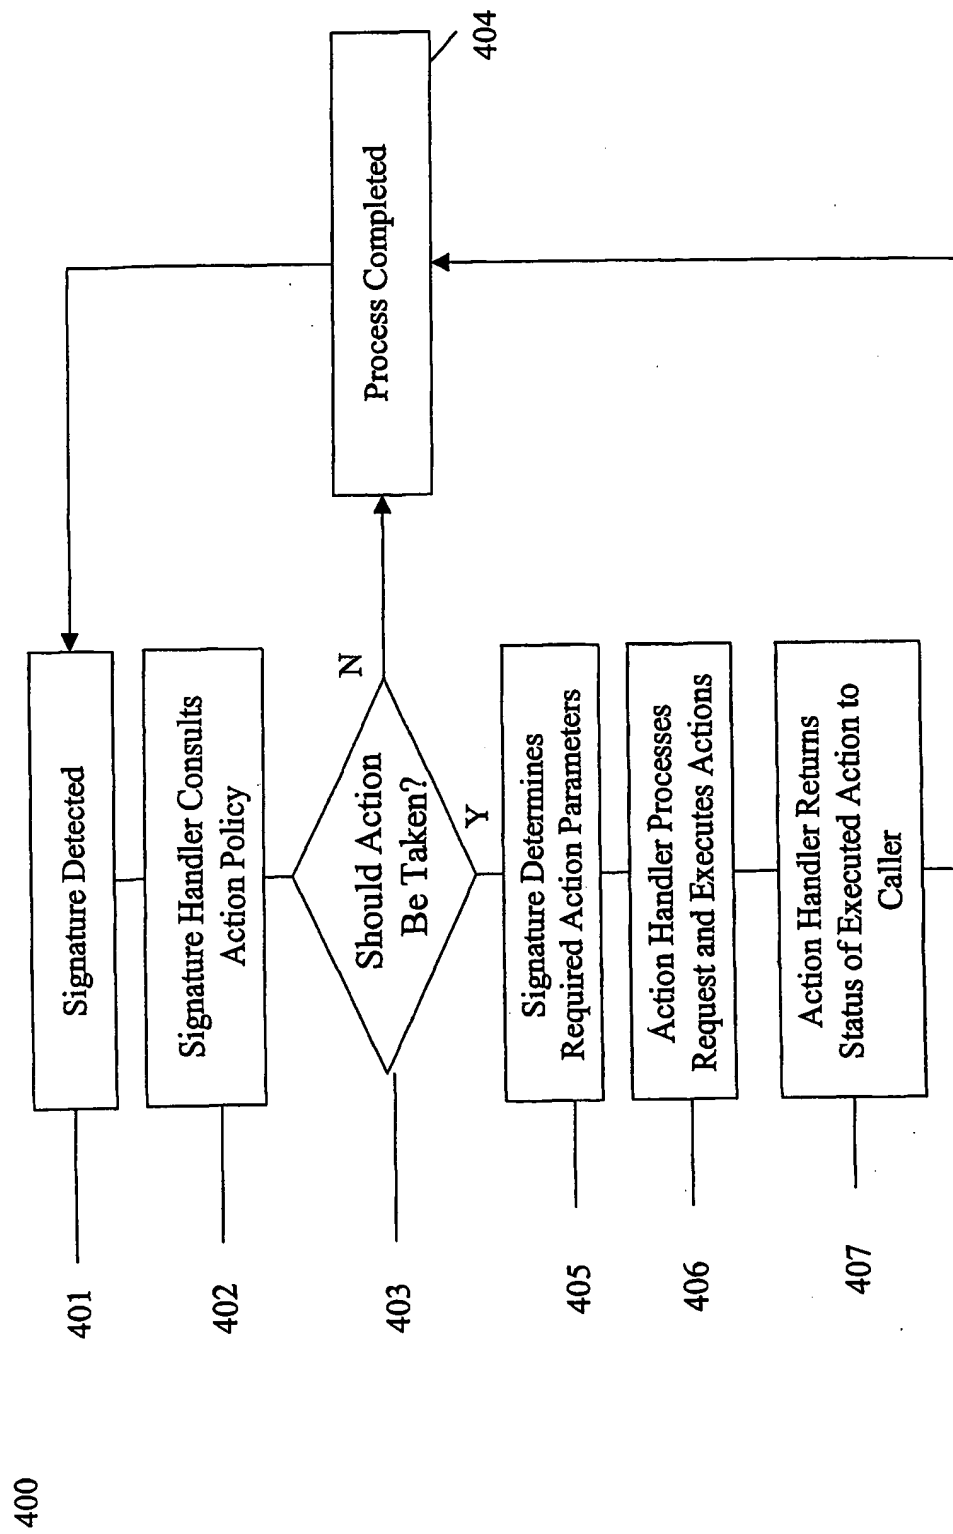 400
401
Signature Detected
402
Signature Handler Consults
Action Policy
403
Should Action
Be Taken?
N
Y
Process Completed
404
405
Signature Determines
Required Action Parameters
406
Action Handler Processes
Request and Executes Actions
407
Action Handler Returns
Status of Executed Action to
Caller